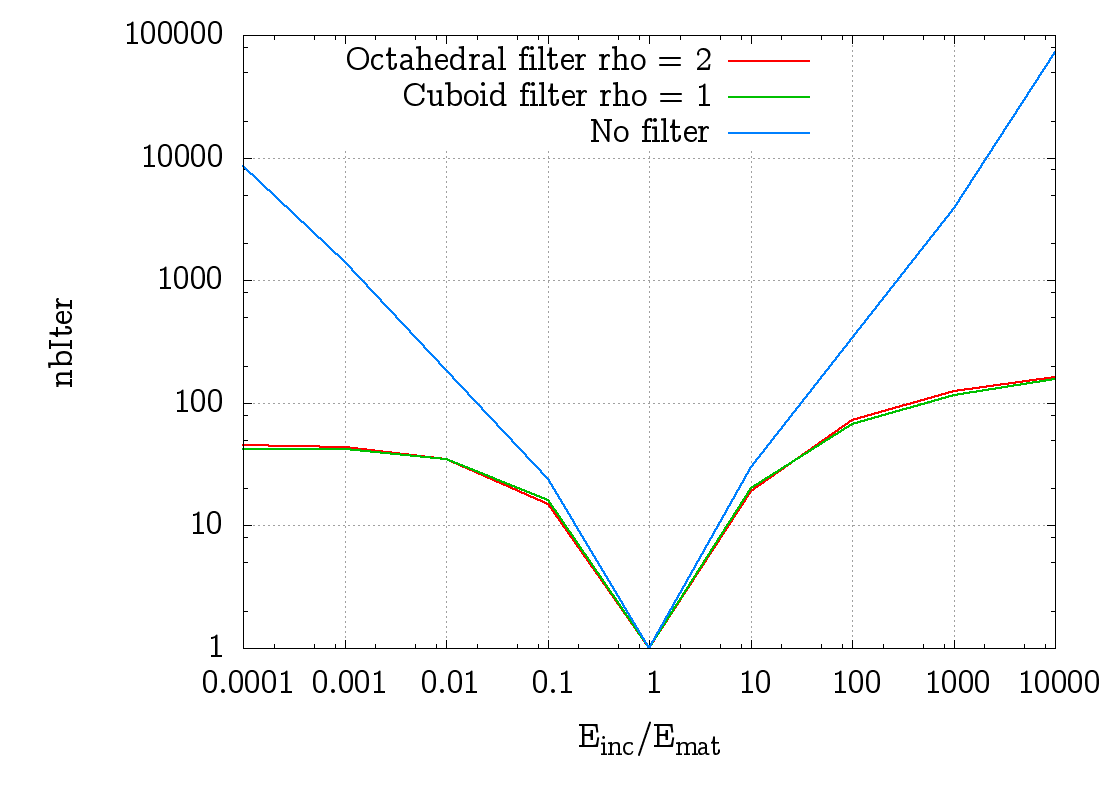 100000
10000
1000
100
10
1
nbIter
Octahedral filter rho = 2
Cuboid filter rho = 1
No filter
0.0001 0.001 0.01 0.1 1 10 100 1000 10000
E_inc/E_mat